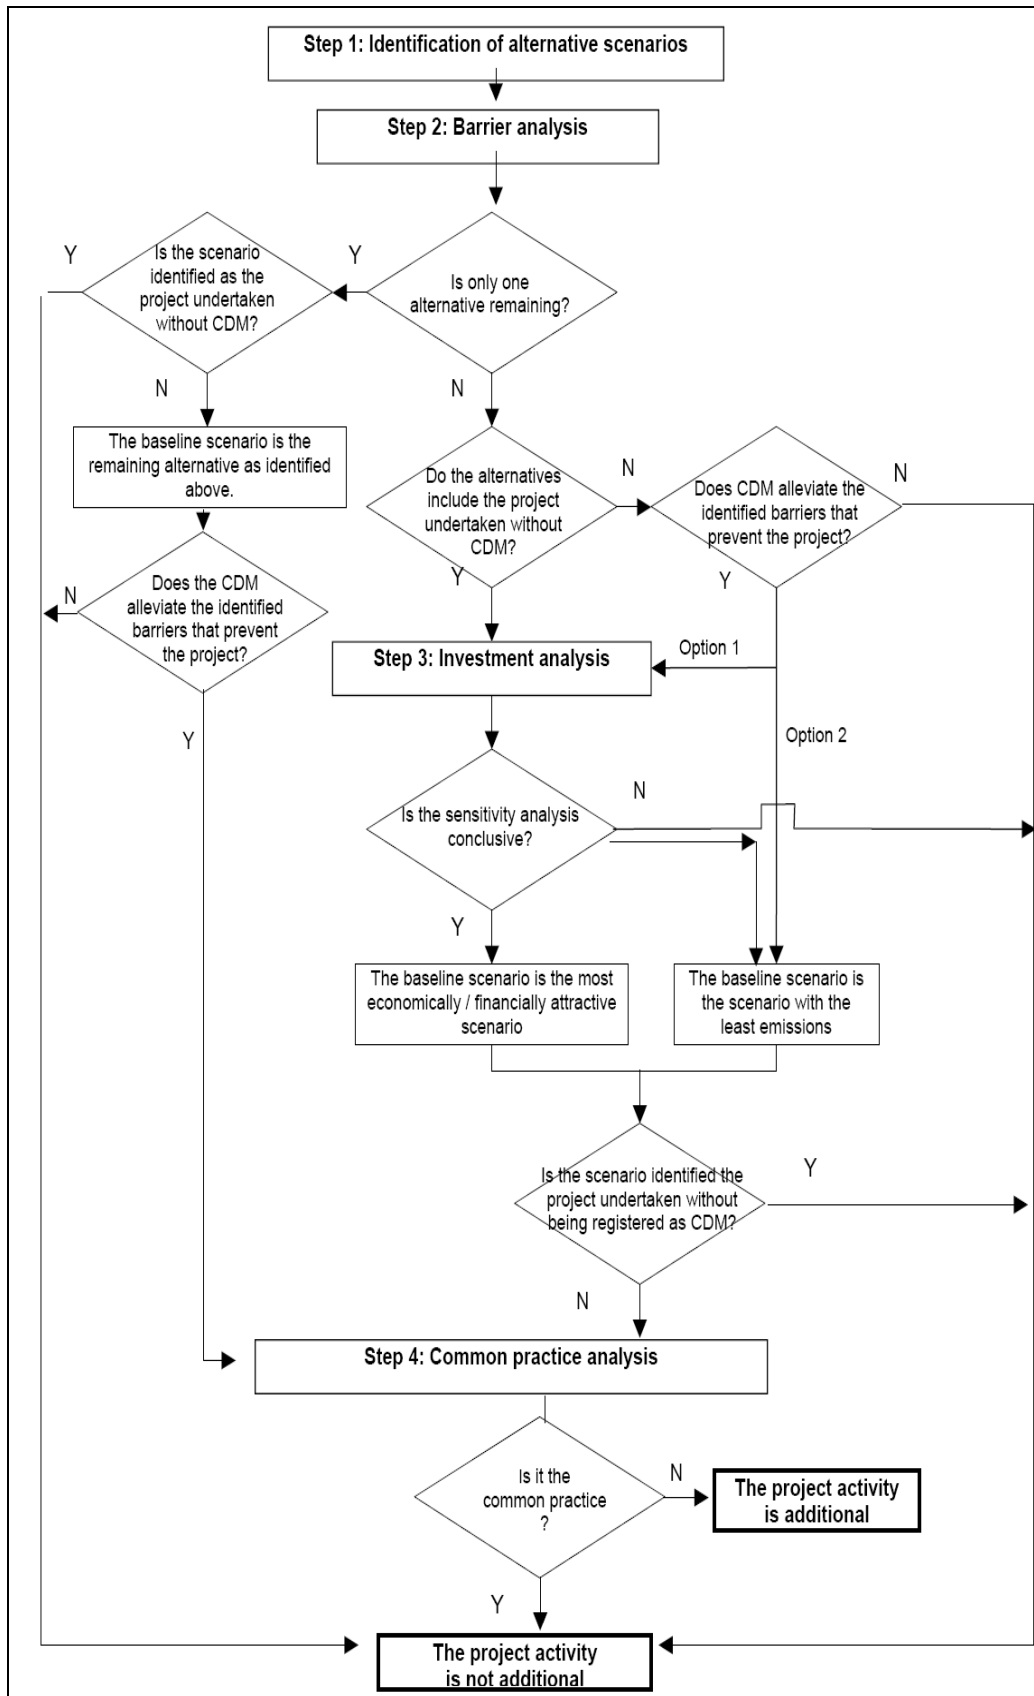 Step 1: Identification of alternative scenarios
Step 2: Barrier analysis
Y
Is the scenario
identified as the
project undertaken
without CDM?
Y
Is only one
alternative remaining?
N
N
The baseline scenario is the
remaining alternative as identified
above.
Do the alternatives
include the project
undertaken without
CDM?
Y
N
Does CDM alleviate the
identified barriers that
prevent the project?
N
Y
N
Does the CDM
alleviate the identified
barriers that prevent
the project?
Y
Step 3: Investment analysis
Option 1
Option 2
Is the sensitivity analysis
conclusive?
N
Y
The baseline scenario is the most
economically / financially attractive
scenario
The baseline scenario is
the scenario with the
least emissions
Is the scenario identified the
project undertaken without
being registered as CDM?
Y
N
Step 4: Common practice analysis
Is it the
common practice
?
N
The project activity
is additional
Y
The project activity
is not additional